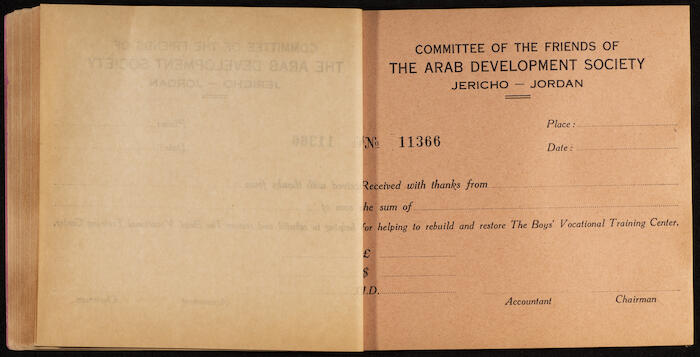 COMMITTEE OF THE FRIENDS OF
THE ARAB DEVELOPMENT SOCIETY
JERICHO — JORDAN
Place:
№ 11366
Date:
Received with thanks from
the sum of
for helping to rebuild and restore The Boys' Vocational Training Center.
£
$
J.D.
Accountant Chairman